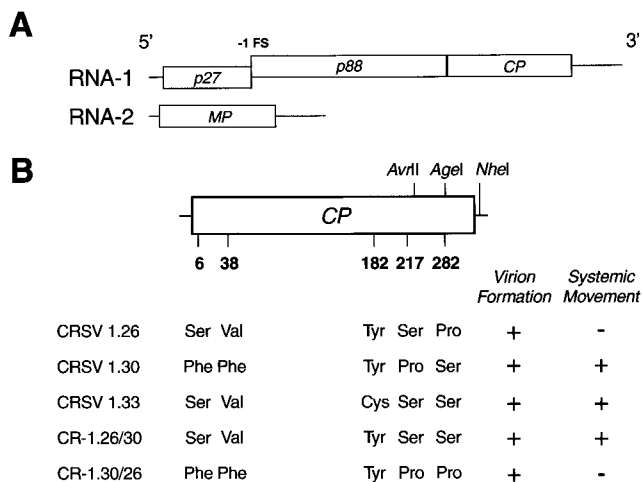 A
5' -1 FS 3'
RNA-1 p27 p88 CP
RNA-2 MP
B
AvrII AgeI NheI
CP
6 38 182 217 282
Virion Systemic
Formation Movement
CRSV 1.26 Ser Val Tyr Ser Pro + -
CRSV 1.30 Phe Phe Tyr Pro Ser + +
CRSV 1.33 Ser Val Cys Ser Ser + +
CR-1.26/30 Ser Val Tyr Ser Ser + +
CR-1.30/26 Phe Phe Tyr Pro Pro + -